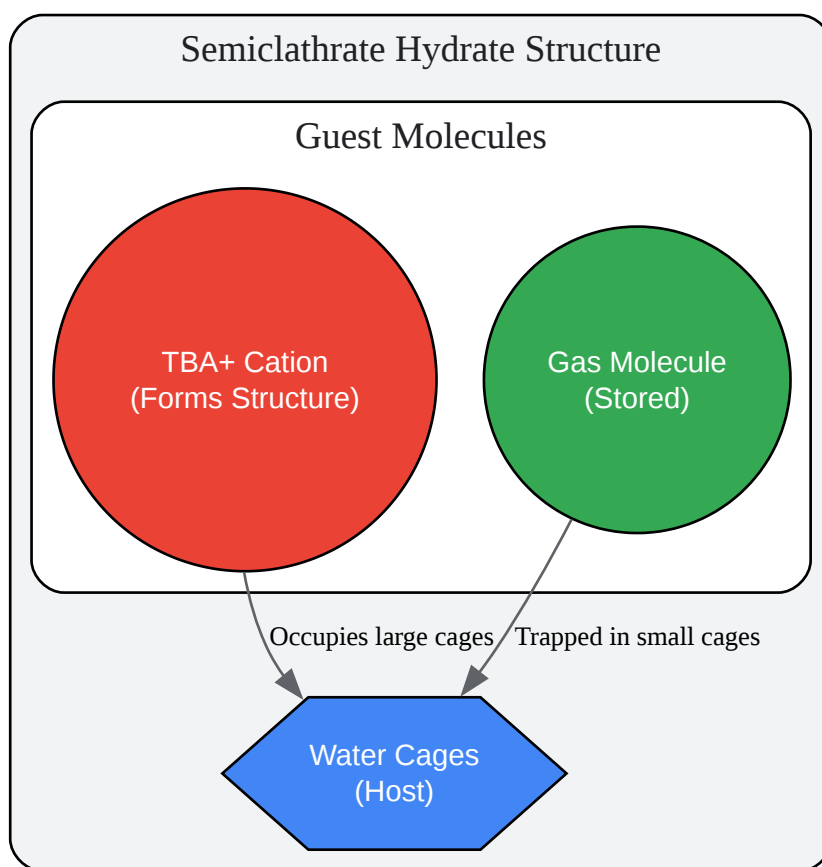 Semiclathrate Hydrate Structure
Guest Molecules
TBA+ Cation
(Forms Structure)
Gas Molecule
(Stored)
Occupies large cages
Trapped in small cages
Water Cages
(Host)